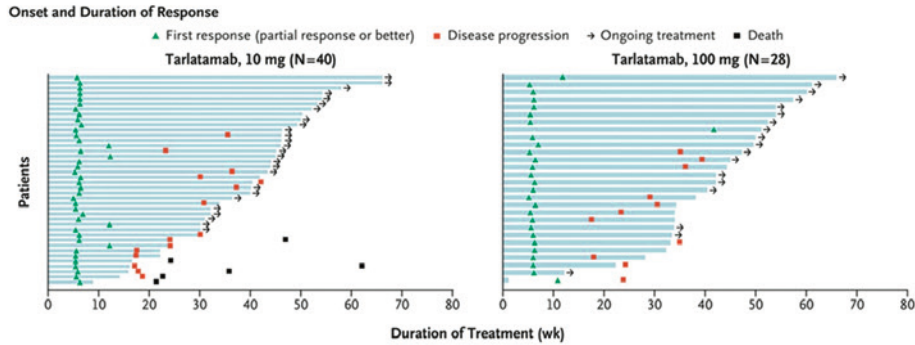 Onset and Duration of Response
First response (partial response or better) Disease progression Ongoing treatment Death
Tarlatamab, 10 mg (N=40) Tarlatamab, 100 mg (N=28)
Patients
0 10 20 30 40 50 60 70 80 0 10 20 30 40 50 60 70 80
Duration of Treatment (wk)